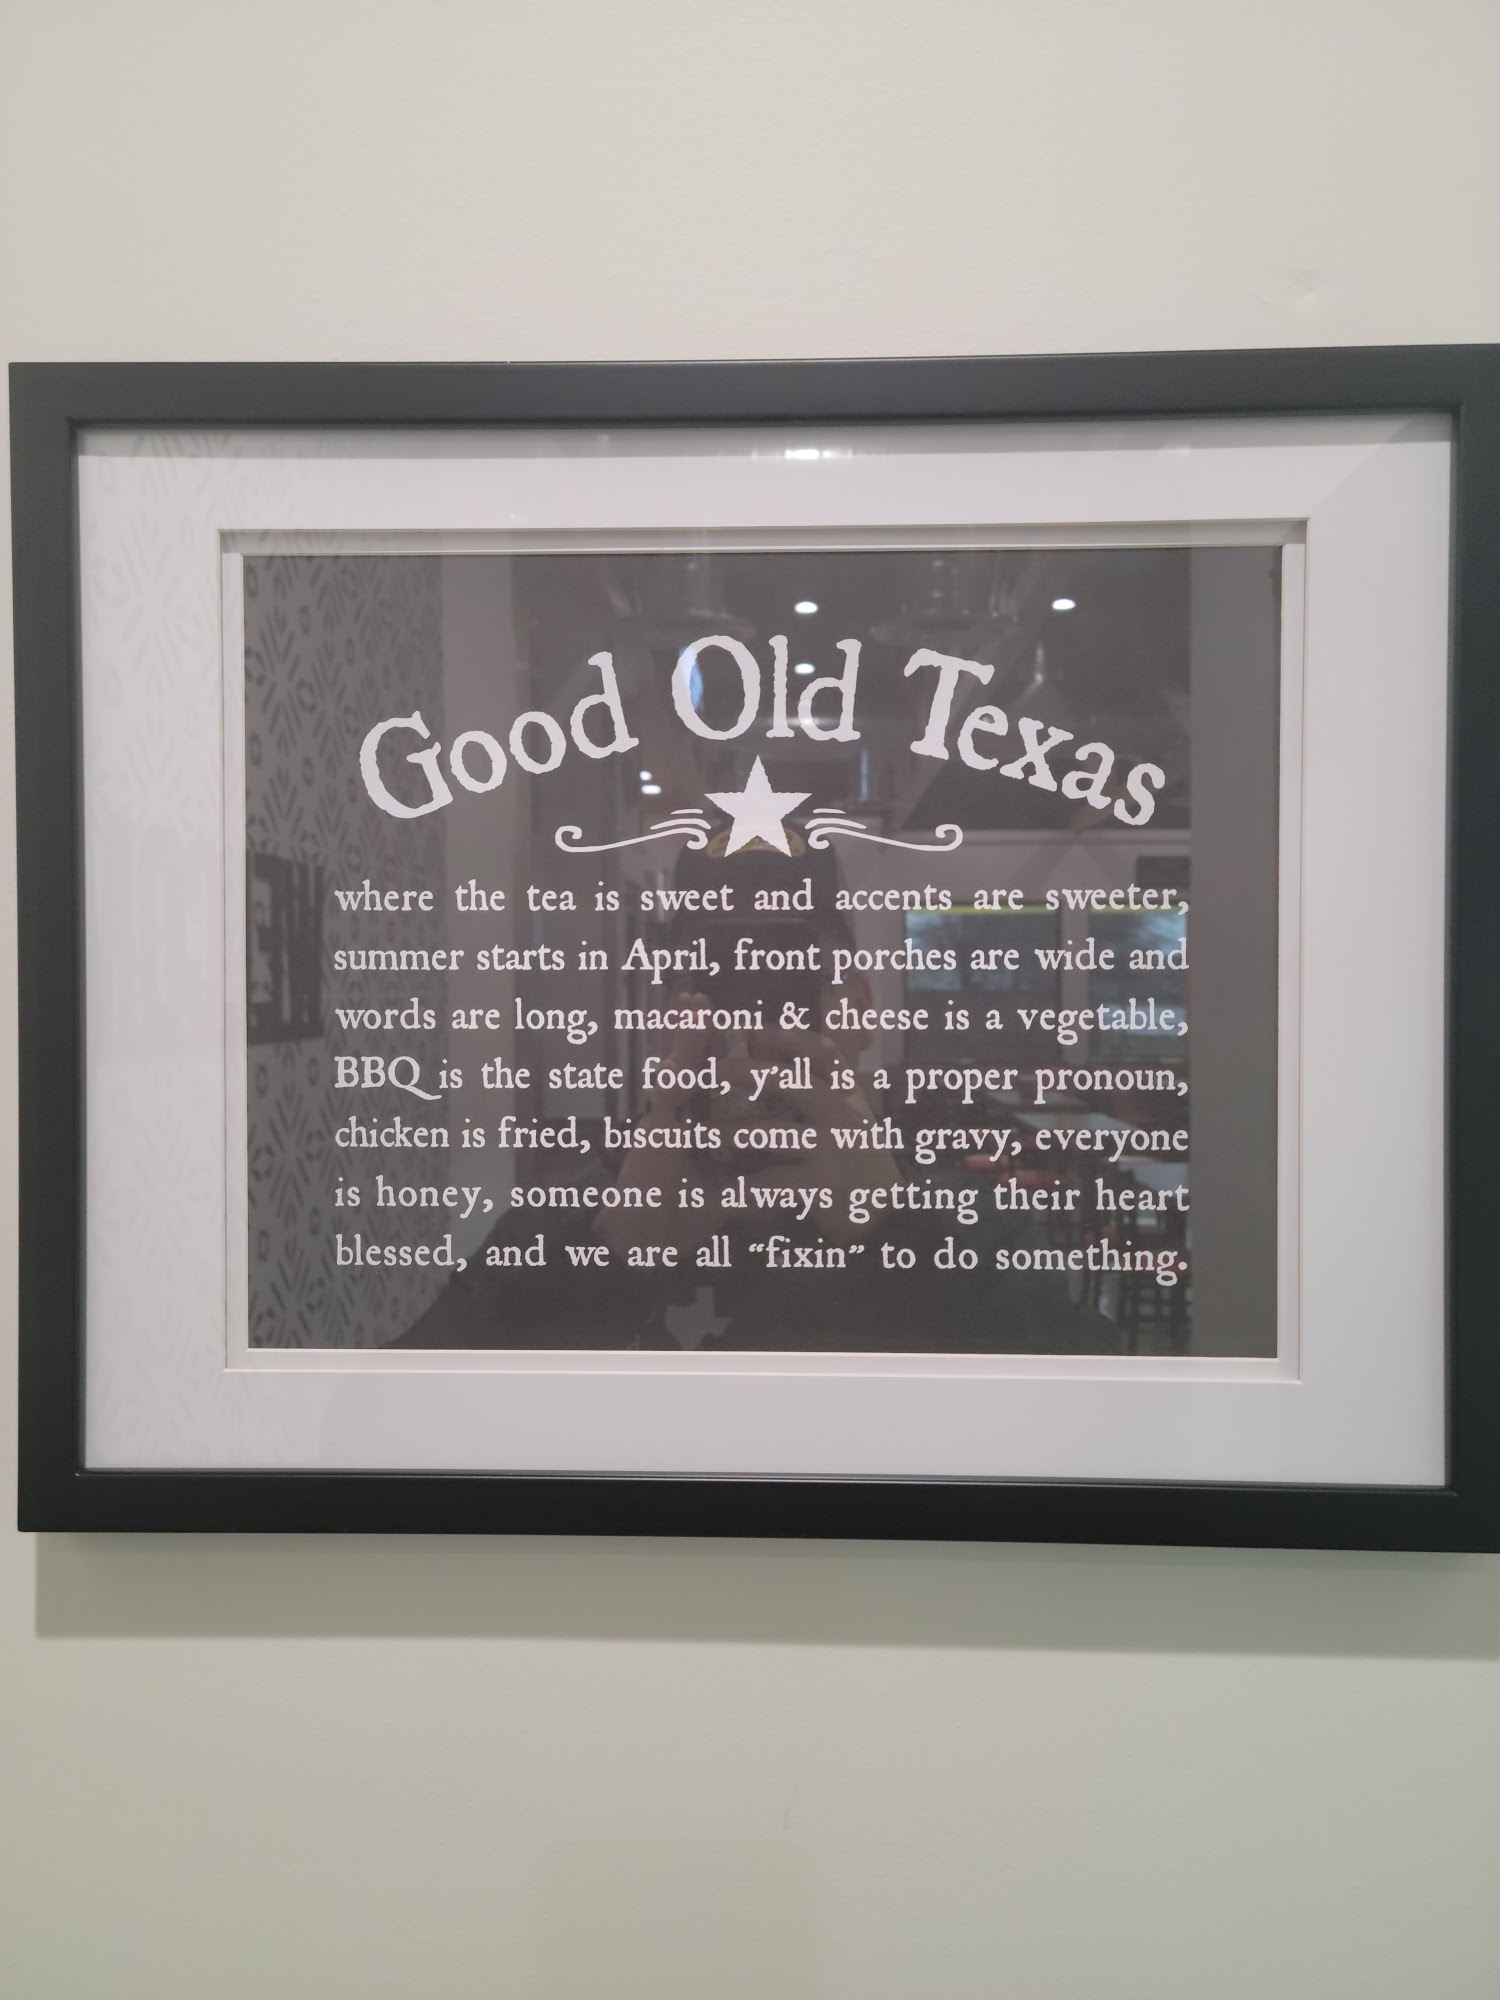 Good Old Texas
where the tea is sweet and accents are sweeter,
summer starts in April, front porches are wide and
words are long, macaroni & cheese is a vegetable,
BBQ is the state food, y'all is a proper pronoun,
chicken is fried, biscuits come with gravy, everyone
is honey, someone is always getting their heart
blessed, and we are all “fixin” to do something.